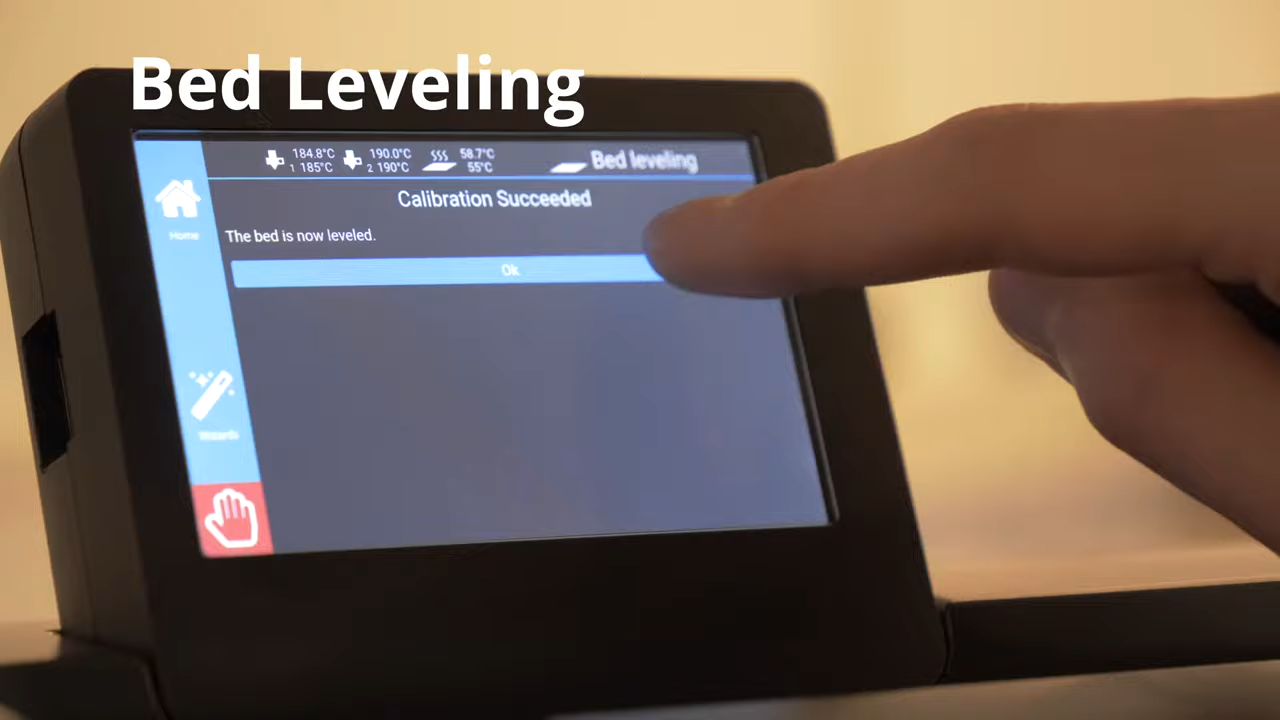 Bed Leveling
184.8°C 190.0°C 58.7°C
1 185°C 2 190°C 55°C
Bed leveling
Calibration Succeeded
Home
The bed is now leveled.
Ok
Wizards